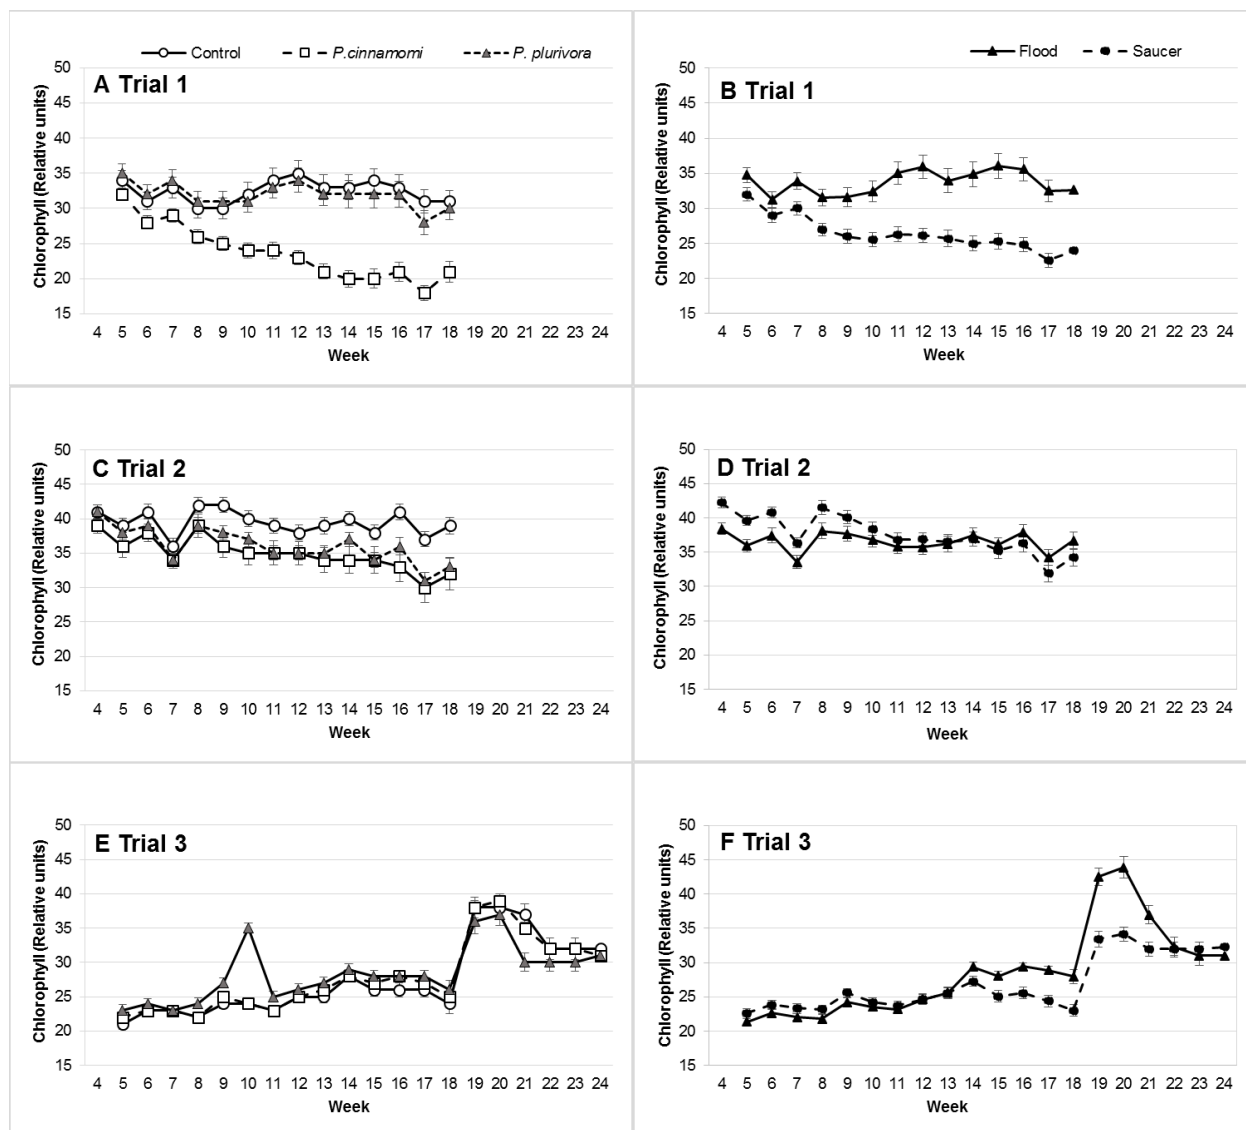 Control P.cinnamomi P. plurivora
A Trial 1
Chlorophyll (Relative units)
50
45
40
35
30
25
20
15
4 5 6 7 8 9 10 11 12 13 14 15 16 17 18 19 20 21 22 23 24
Week
Flood Saucer
B Trial 1
Chlorophyll (Relative units)
50
45
40
35
30
25
20
15
4 5 6 7 8 9 10 11 12 13 14 15 16 17 18 19 20 21 22 23 24
Week
C Trial 2
Chlorophyll (Relative units)
50
45
40
35
30
25
20
15
4 5 6 7 8 9 10 11 12 13 14 15 16 17 18 19 20 21 22 23 24
Week
D Trial 2
Chlorophyll (Relative units)
50
45
40
35
30
25
20
15
4 5 6 7 8 9 10 11 12 13 14 15 16 17 18 19 20 21 22 23 24
Week
E Trial 3
Chlorophyll (Relative units)
50
45
40
35
30
25
20
15
4 5 6 7 8 9 10 11 12 13 14 15 16 17 18 19 20 21 22 23 24
Week
F Trial 3
Chlorophyll (Relative units)
50
45
40
35
30
25
20
15
4 5 6 7 8 9 10 11 12 13 14 15 16 17 18 19 20 21 22 23 24
Week